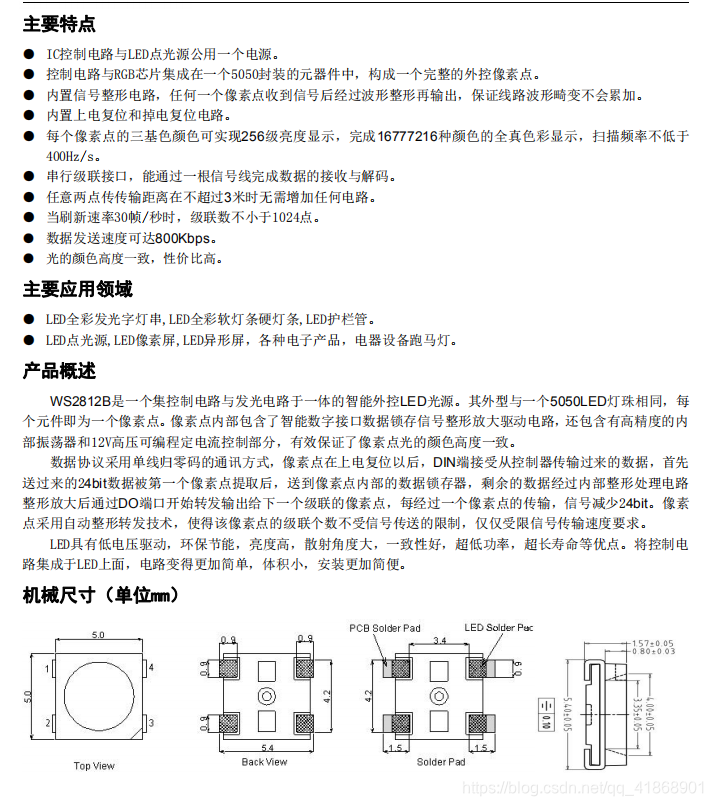 主要特点
● IC控制电路与LED点光源公用一个电源。
● 控制电路与RGB芯片集成在一个5050封装的元器件中，构成一个完整的外控像素点。
● 内置信号整形电路，任何一个像素点收到信号后经过波形整形再输出，保证线路波形畸变不会累加。
● 内置上电复位和掉电复位电路。
● 每个像素点的三基色颜色可实现256级亮度显示，完成16777216种颜色的全真色彩显示，扫描频率不低于
400Hz/s。
● 串行级联接口，能通过一根信号线完成数据的接收与解码。
● 任意两点传传输距离在不超过3米时无需增加任何电路。
● 当刷新速率30帧/秒时，级联数不小于1024点。
● 数据发送速度可达800Kbps。
● 光的颜色高度一致，性价比高。
主要应用领域
● LED全彩发光字灯串,LED全彩软灯条硬灯条,LED护栏管。
● LED点光源,LED像素屏,LED异形屏，各种电子产品，电器设备跑马灯。
产品概述
WS2812B是一个集控制电路与发光电路于一体的智能外控LED光源。其外型与一个5050LED灯珠相同，每
个元件即为一个像素点。像素点内部包含了智能数字接口数据锁存信号整形放大驱动电路，还包含有高精度的内
部振荡器和12V高压可编程定电流控制部分，有效保证了像素点光的颜色高度一致。
数据协议采用单线归零码的通讯方式，像素点在上电复位以后，DIN端接受从控制器传输过来的数据，首先
送过来的24bit数据被第一个像素点提取后，送到像素点内部的数据锁存器，剩余的数据经过内部整形处理电路
整形放大后通过DO端口开始转发输出给下一个级联的像素点，每经过一个像素点的传输，信号减少24bit。像素
点采用自动整形转发技术，使得该像素点的级联个数不受信号传送的限制，仅仅受限信号传输速度要求。
LED具有低电压驱动，环保节能，亮度高，散射角度大，一致性好，超低功率，超长寿命等优点。将控制电
路集成于LED上面，电路变得更加简单，体积小，安装更加简便。
机械尺寸（单位mm）
5.0
5.0
1
4
2
3
Top View
0.9
0.9
0.9
0.9
4.2
5.4
Back View
PCB Solder Pad
LED Solder Pad
3.4
0.9
4.2
1.5
1.5
Solder Pad
1.57±0.05
0.80±0.03
0.10
5.40±0.05
3.35±0.05
4.00±0.05
https://blog.csdn.net/qq_41868901